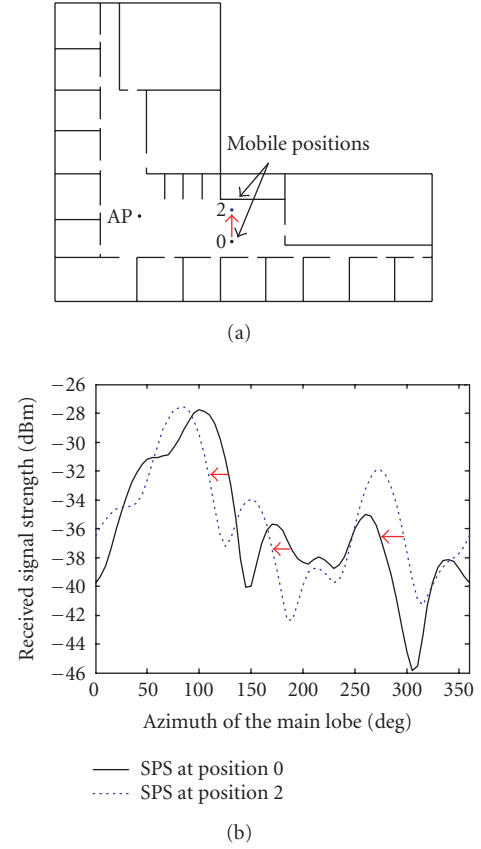 Mobile positions
AP
2
0
(a)
−26
−28
−30
−32
−34
−36
−38
−40
−42
−44
−46
Received signal strength (dBm)
0 50 100 150 200 250 300 350
Azimuth of the main lobe (deg)
SPS at position 0
SPS at position 2
(b)